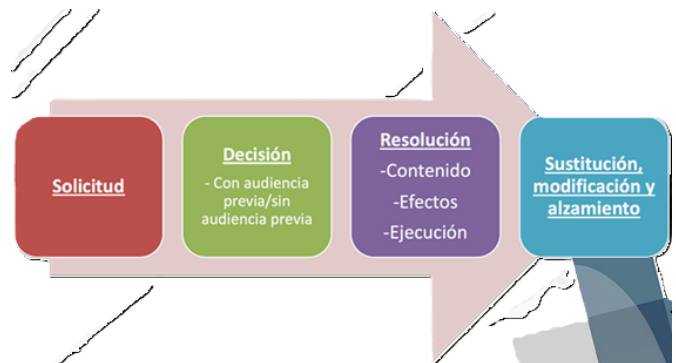 Solicitud
Decisión
- Con audiencia
previa/sin
audiencia previa
Resolución
-Contenido
-Efectos
-Ejecución
Sustitución,
modificación y
alzamiento